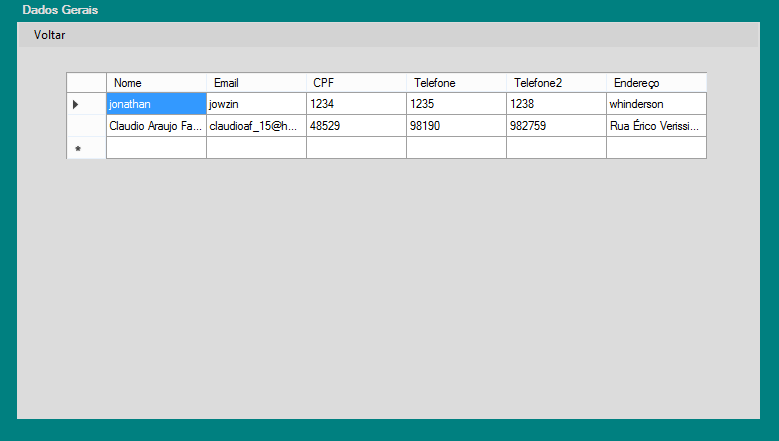 Dados Gerais
Voltar
Nome Email CPF Telefone Telefone2 Endereço
jonathan jowzin 1234 1235 1238 whinderson
Claudio Araujo Fa... claudioaf_15@h... 48529 98190 982759 Rua Érico Verissi...
*